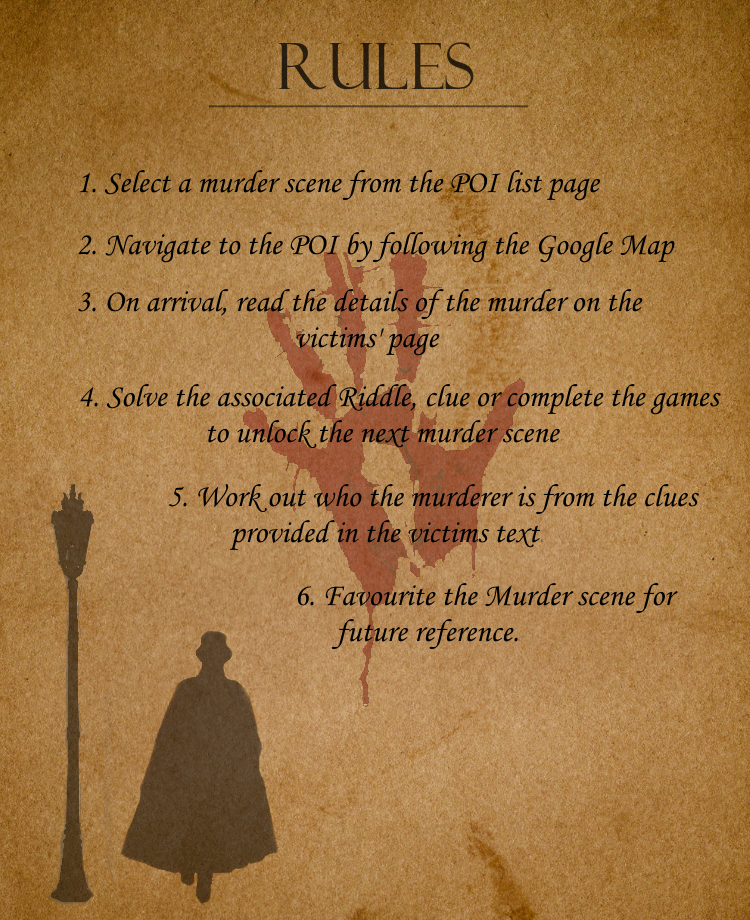 RULES
1. Select a murder scene from the POI list page
2. Navigate to the POI by following the Google Map
3. On arrival, read the details of the murder on the
victims' page
4. Solve the associated Riddle, clue or complete the games
to unlock the next murder scene
5. Work out who the murderer is from the clues
provided in the victims text
6. Favourite the Murder scene for
future reference.